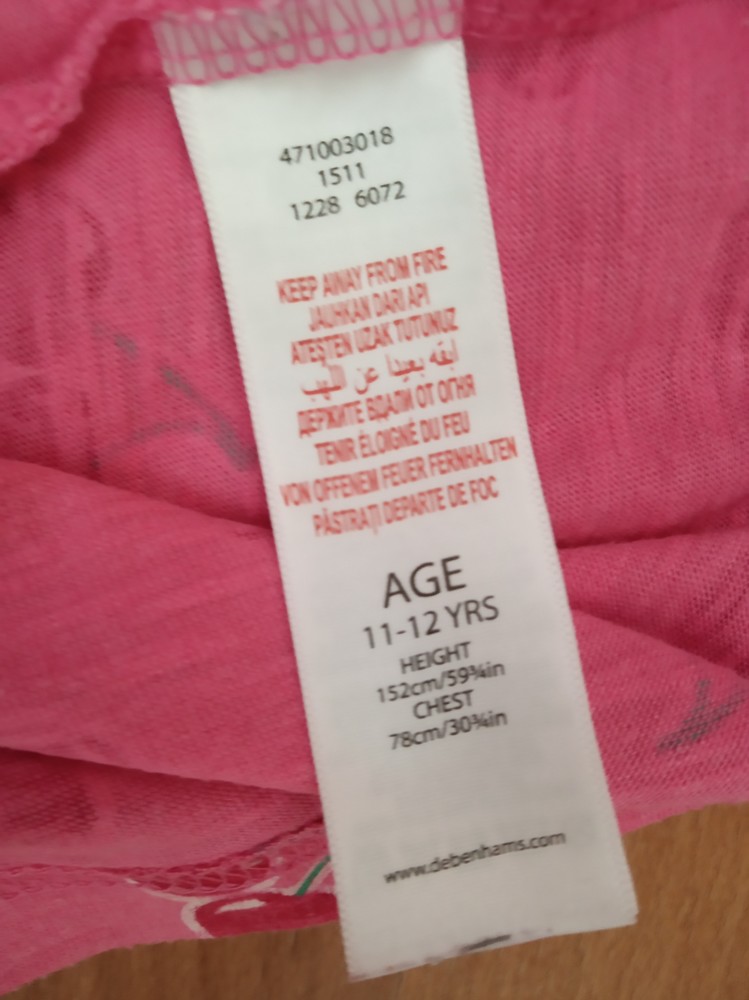 471003018
1511
1228 6072
KEEP AWAY FROM FIRE
JAUHKAN DARI API
ATEŞTEN UZAK TUTUNUZ
ابقه بعيدا عن اللهب
ДЕРЖИТЕ ВДАЛИ ОТ ОГНЯ
TENIR ÉLOIGNÉ DU FEU
VON OFFENEM FEUER FERNHALTEN
PĂSTRAȚI DEPARTE DE FOC
AGE
11-12 YRS
HEIGHT
152cm/59¾in
CHEST
78cm/30¾in
www.debenhams.com